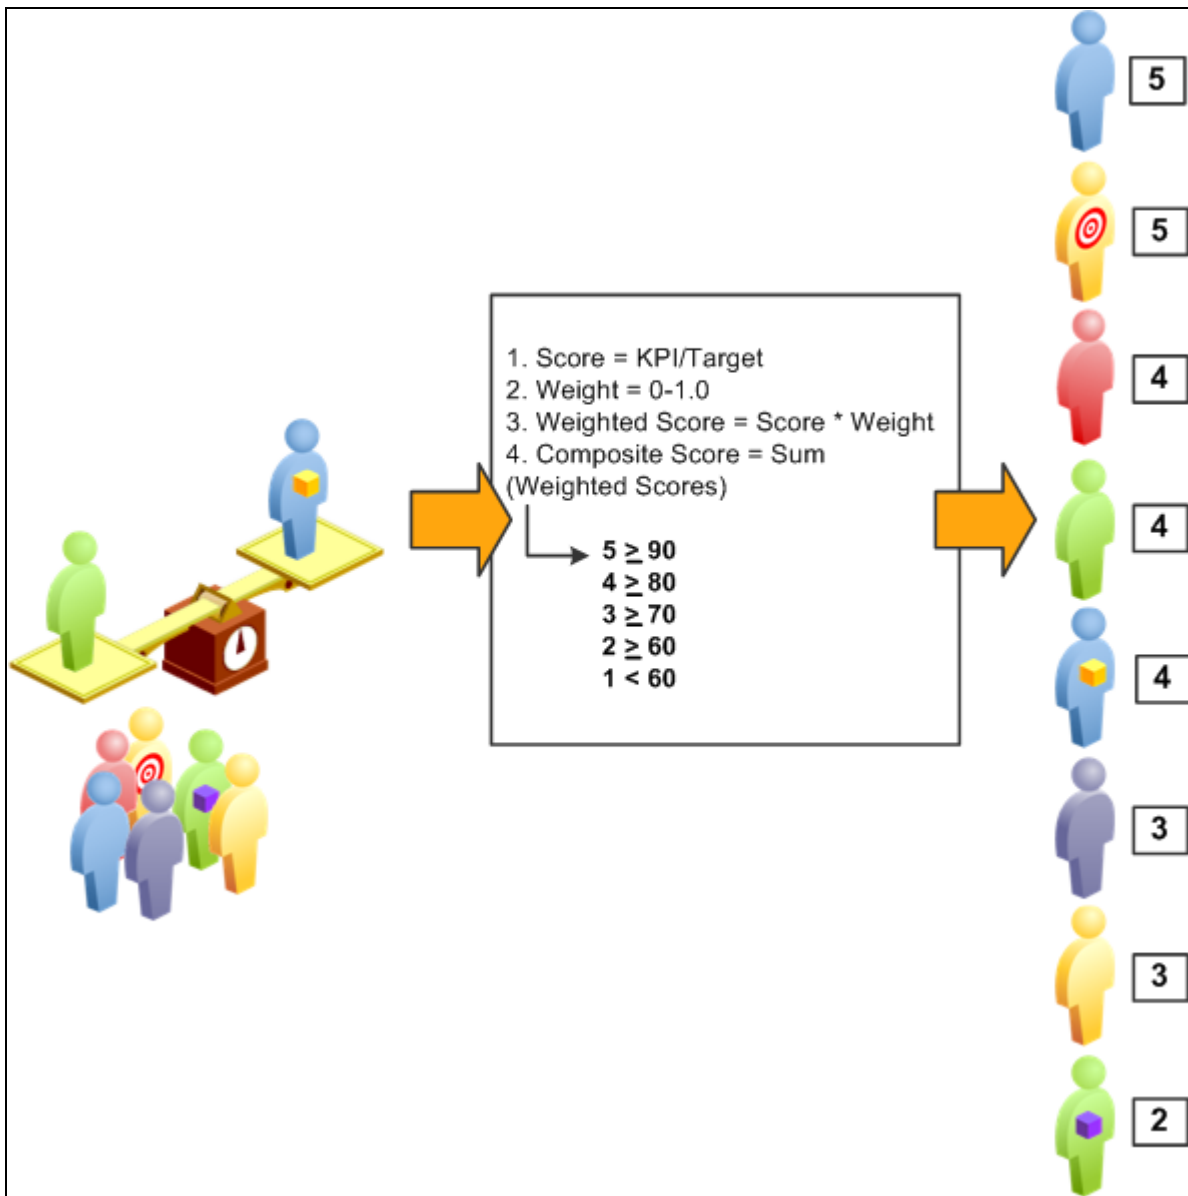 1. Score = KPI/Target
2. Weight = 0-1.0
3. Weighted Score = Score * Weight
4. Composite Score = Sum
(Weighted Scores)
5 ≥ 90
4 ≥ 80
3 ≥ 70
2 ≥ 60
1 < 60
5
5
4
4
4
3
3
2